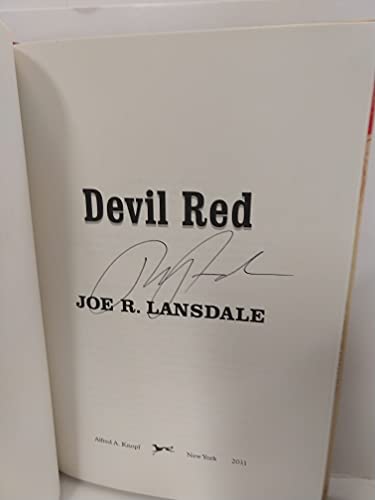 Devil Red
JOE R. LANSDALE
Alfred A. Knopf New York 2011